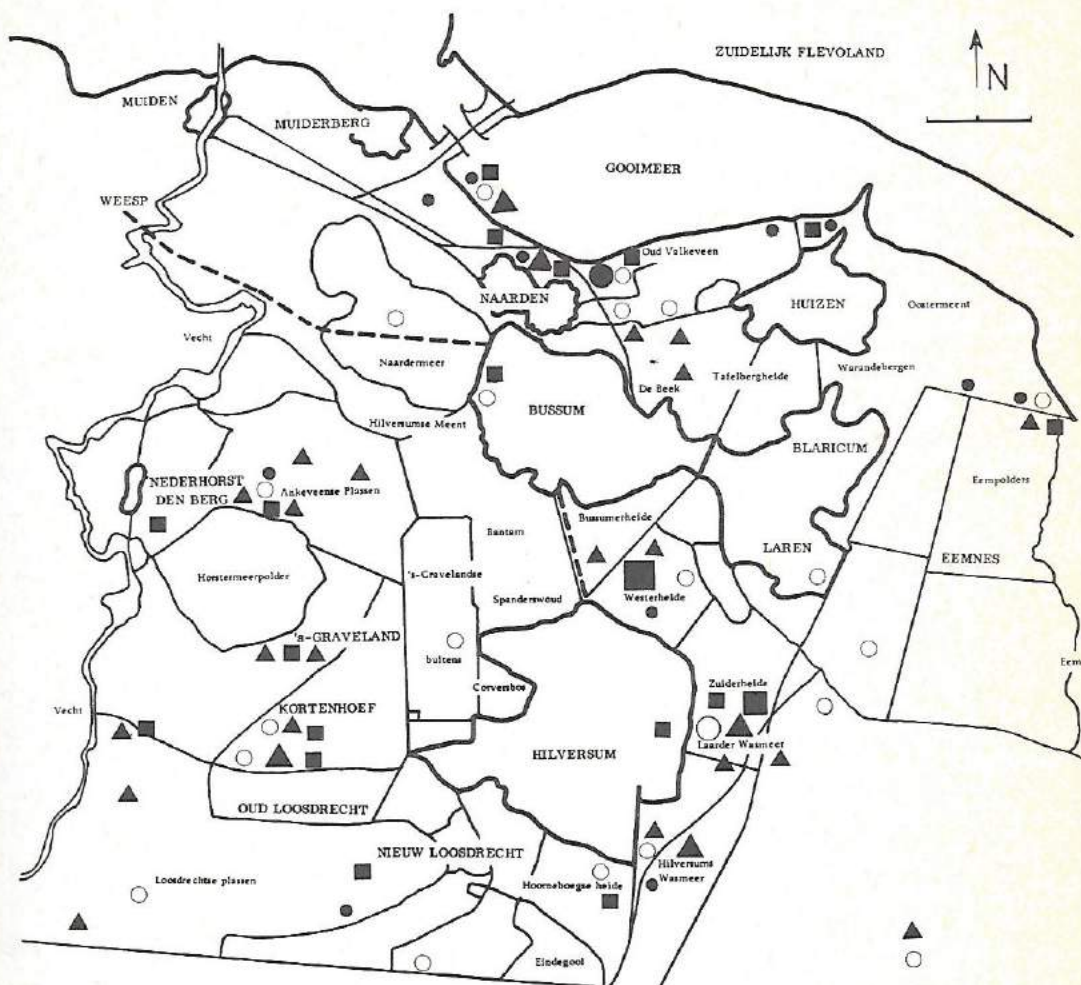 ZUIDELIJK FLEVOLAND
N
MUIDEN
MUIDERBERG
GOOIMEER
WEESP
Oud Valkeveen
NAARDEN
HUIZEN
Oostermeent
Vecht
Naardermeer
De Beek
Tafelbergheide
Warandebergen
BUSSUM
Hilversumse Meent
BLARICUM
NEDERHORST
DEN BERG
Ankeveense Plassen
Eempolders
Bussumerheide
Bantam
LAREN
EEMNES
Horstermeerpolder
's-Gravelandse
Spanderswoud
Westerheide
's-GRAVELAND
buitens
Eem
Corversbos
Zuiderheide
Vecht
KORTENHOEF
Laarder Wasmeer
HILVERSUM
OUD LOOSDRECHT
NIEUW LOOSDRECHT
Hilversums
Wasmeer
Loosdrechtse plassen
Hoorneboegse heide
Eindegooi